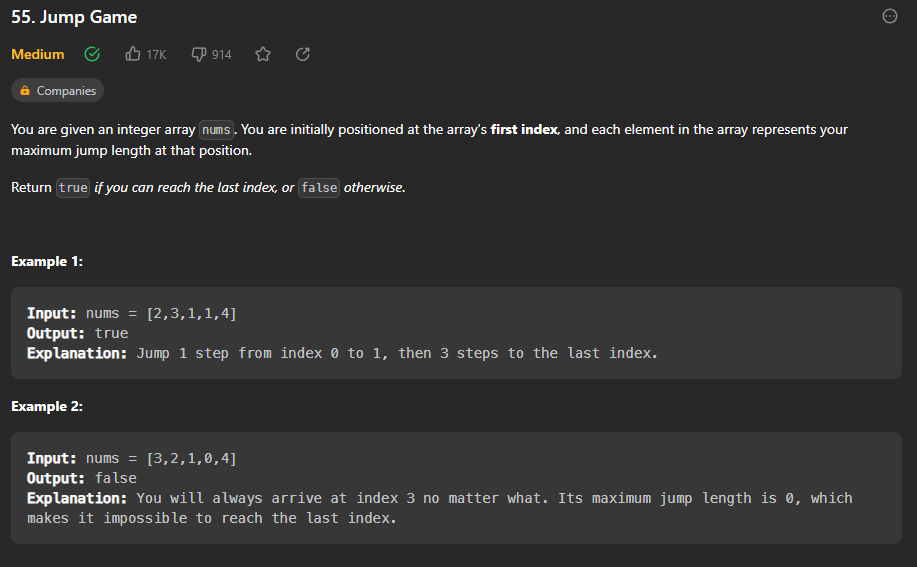 55. Jump Game
Medium 17K 914
Companies
You are given an integer array nums. You are initially positioned at the array's first index, and each element in the array represents your
maximum jump length at that position.
Return true if you can reach the last index, or false otherwise.
Example 1:
Input: nums = [2,3,1,1,4]
Output: true
Explanation: Jump 1 step from index 0 to 1, then 3 steps to the last index.
Example 2:
Input: nums = [3,2,1,0,4]
Output: false
Explanation: You will always arrive at index 3 no matter what. Its maximum jump length is 0, which
makes it impossible to reach the last index.